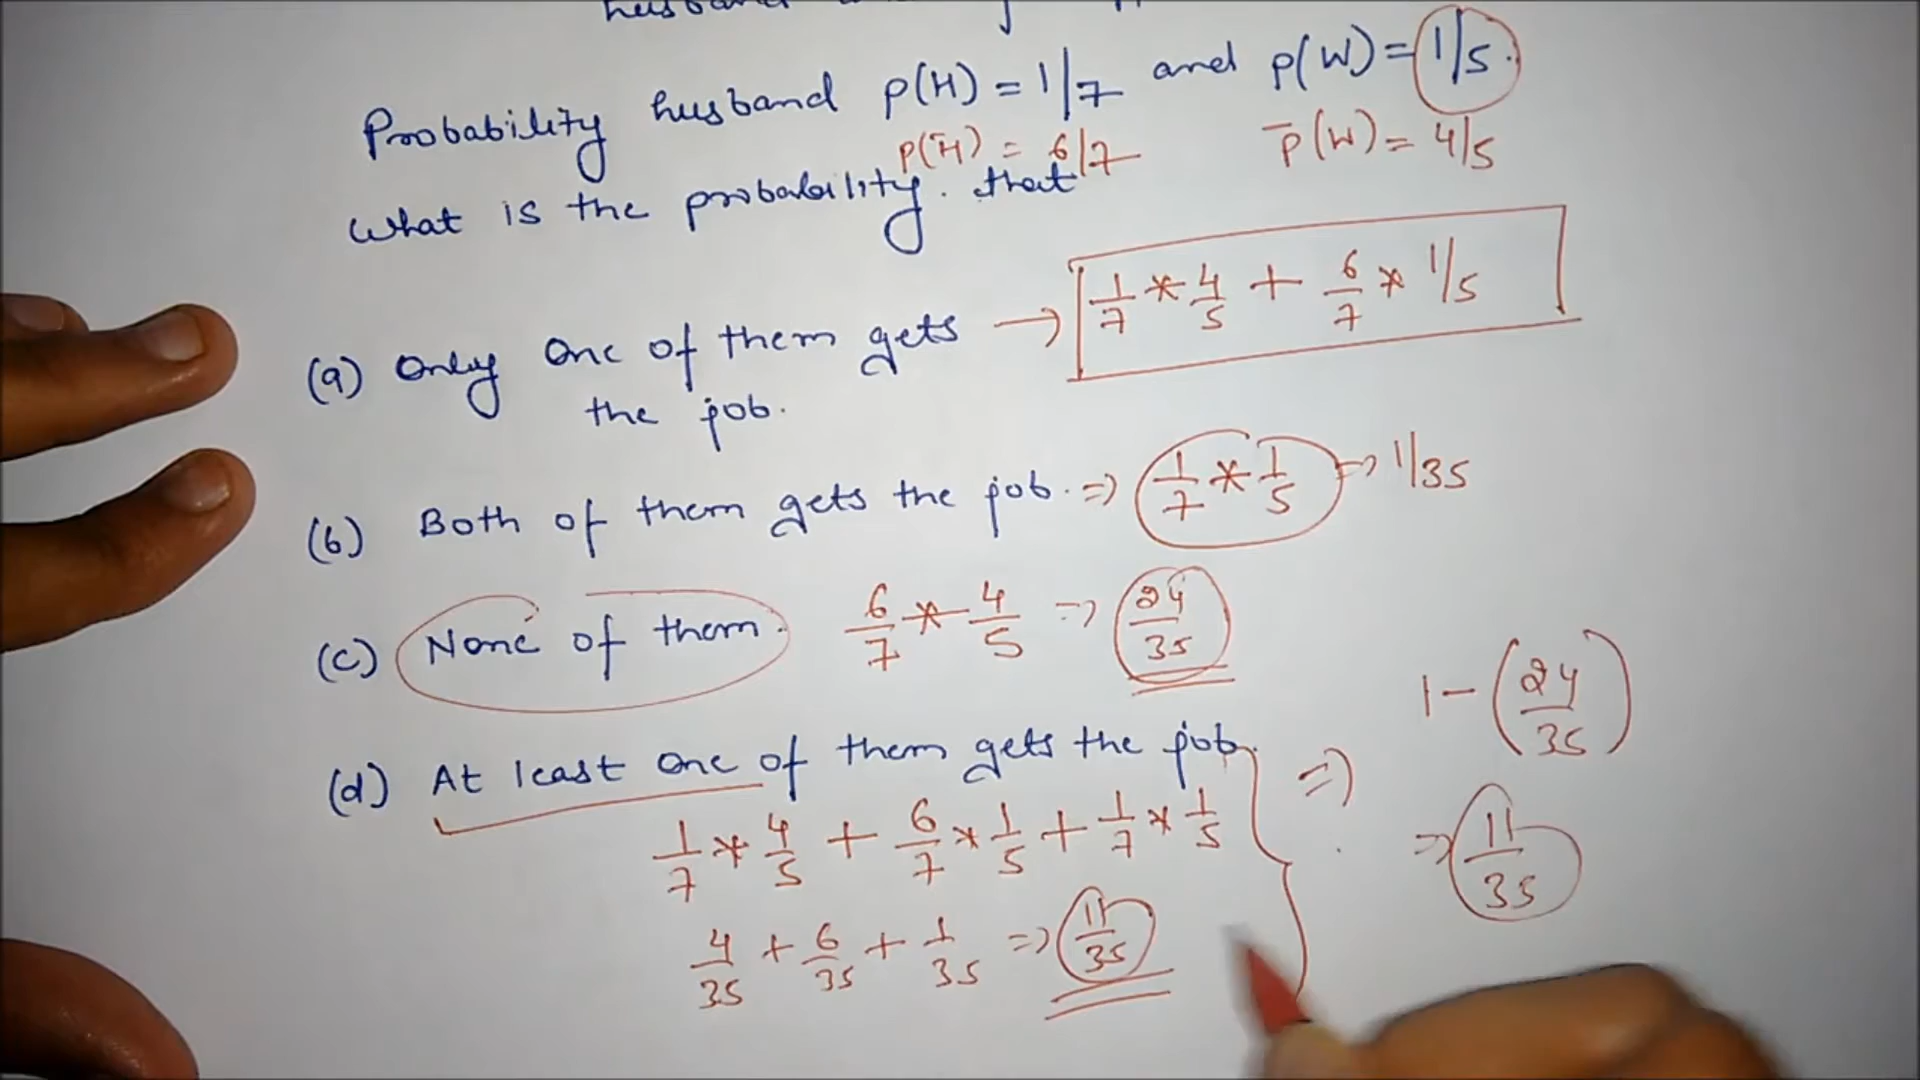 husband
Probability husband p(H) = 1/7 and p(W) = 1/5.
p(H̄) = 6/7 p̄(W) = 4/5
What is the probability. that
(a) Only One of them gets → 1/7 * 4/5 + 6/7 * 1/5
the job.
(b) Both of them gets the job. => 1/7 * 1/5 => 1/35
(c) None of them. 6/7 * 4/5 => 24/35
(d) At least one of them gets the job. => 1 - (24/35)
1/7 * 4/5 + 6/7 * 1/5 + 1/7 * 1/5 => 11/35
4/35 + 6/35 + 1/35 => 11/35